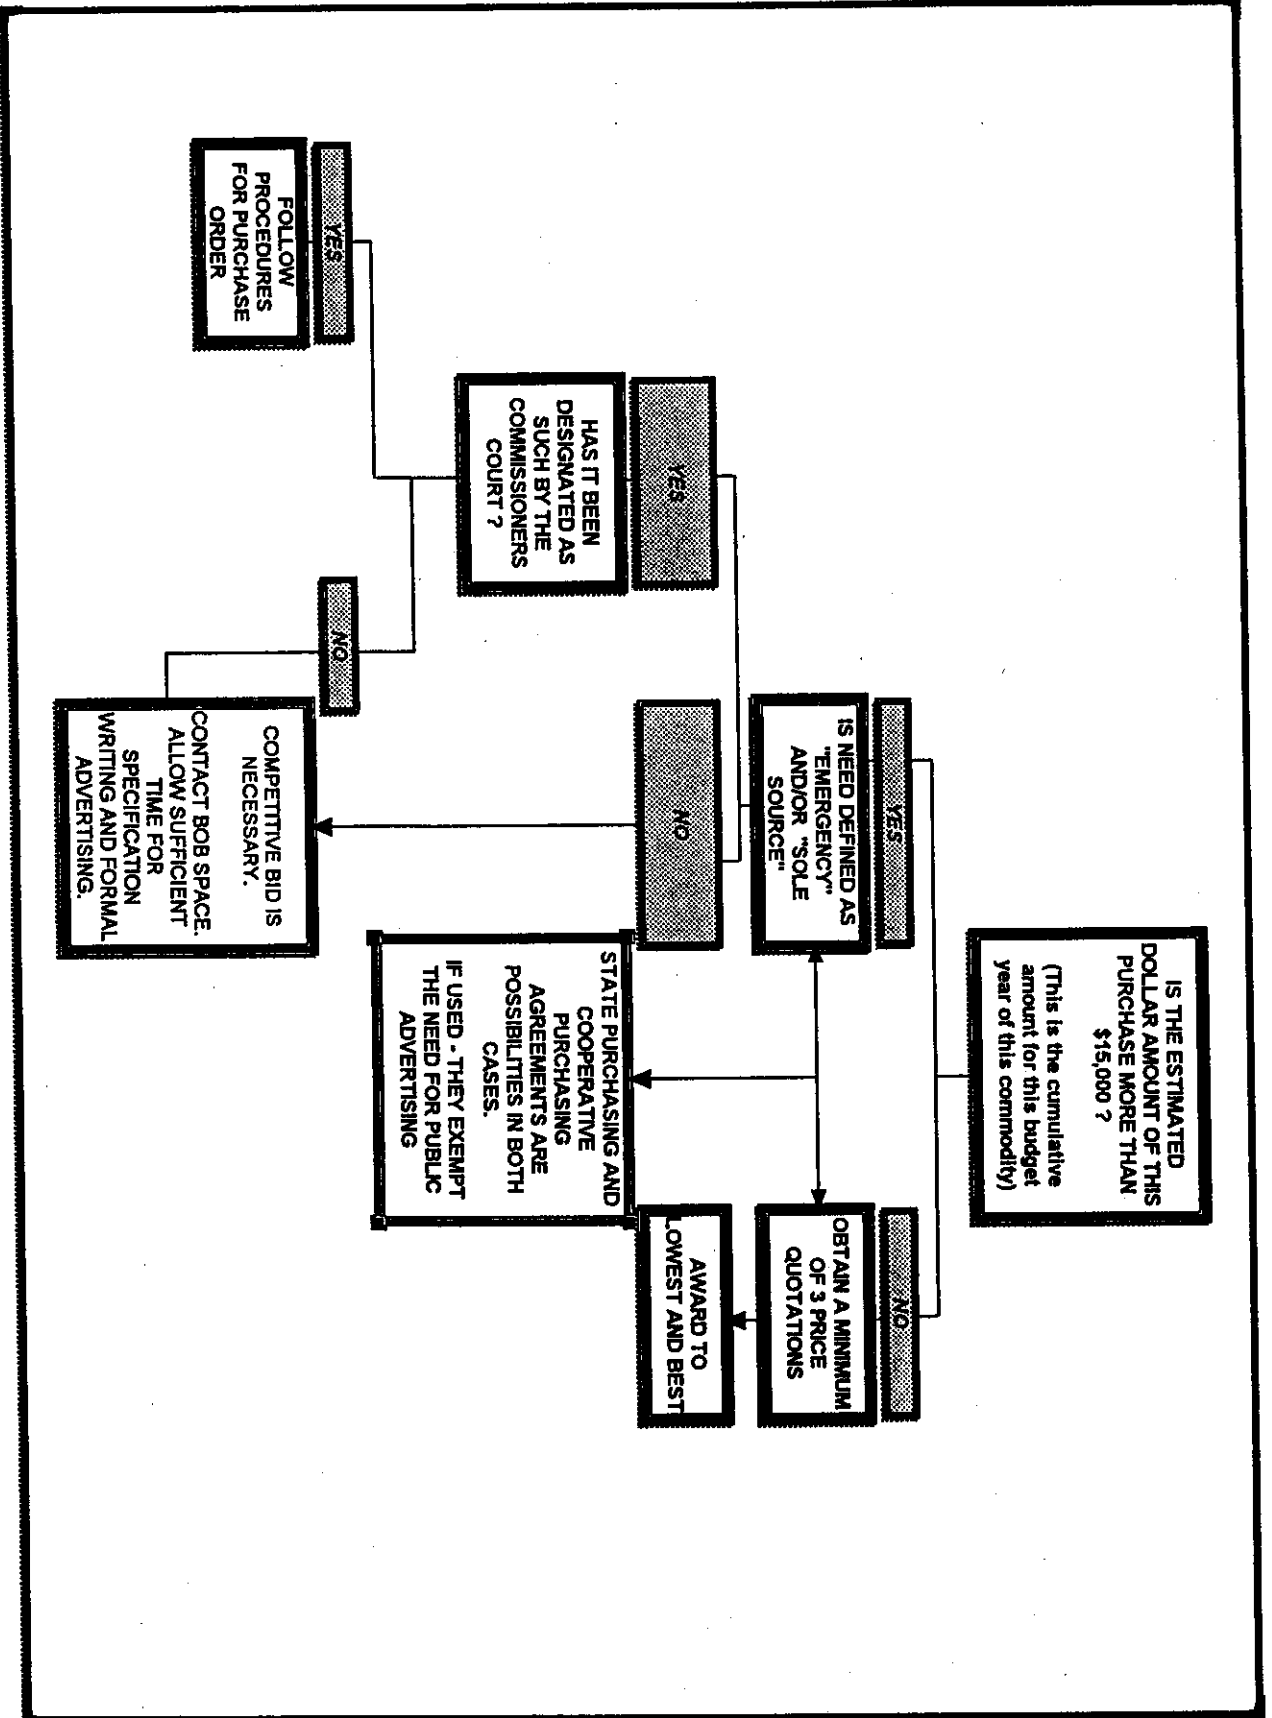 IS THE ESTIMATED
DOLLAR AMOUNT OF THIS
PURCHASE MORE THAN
$15,000 ?
(This is the cumulative
amount for this budget
year of this commodity)
YES
NO
IS NEED DEFINED AS
"EMERGENCY"
AND/OR "SOLE
SOURCE"
OBTAIN A MINIMUM
OF 3 PRICE
QUOTATIONS
YES
NO
AWARD TO
LOWEST AND BEST
HAS IT BEEN
DESIGNATED AS
SUCH BY THE
COMMISSIONERS
COURT ?
STATE PURCHASING AND
COOPERATIVE
PURCHASING
AGREEMENTS ARE
POSSIBILITIES IN BOTH
CASES.
IF USED - THEY EXEMPT
THE NEED FOR PUBLIC
ADVERTISING
YES
NO
FOLLOW
PROCEDURES
FOR PURCHASE
ORDER
COMPETITIVE BID IS
NECESSARY.
CONTACT BOB SPACE.
ALLOW SUFFICIENT
TIME FOR
SPECIFICATION
WRITING AND FORMAL
ADVERTISING.